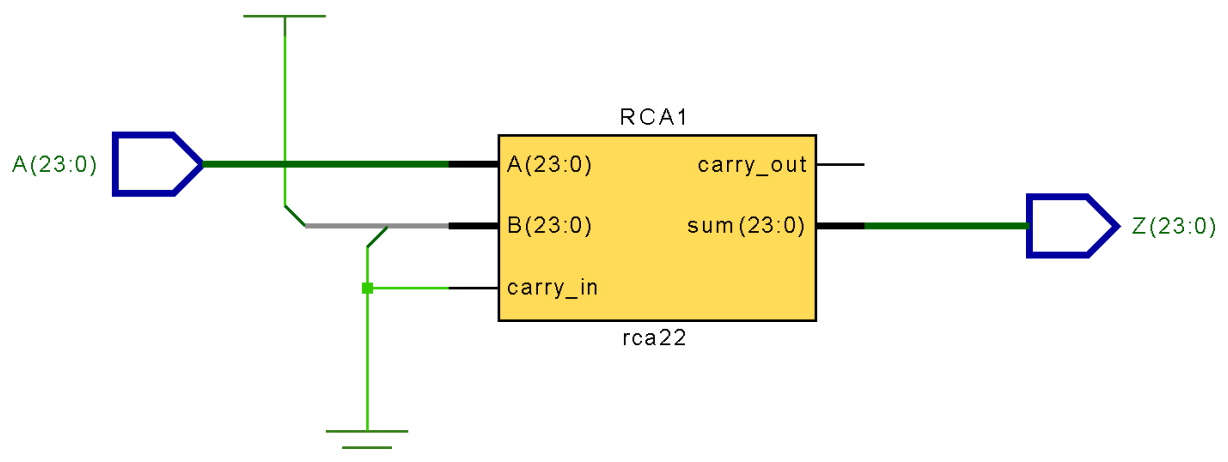 RCA1
A(23:0)
A(23:0)
carry_out
B(23:0)
sum(23:0)
Z(23:0)
carry_in
rca22